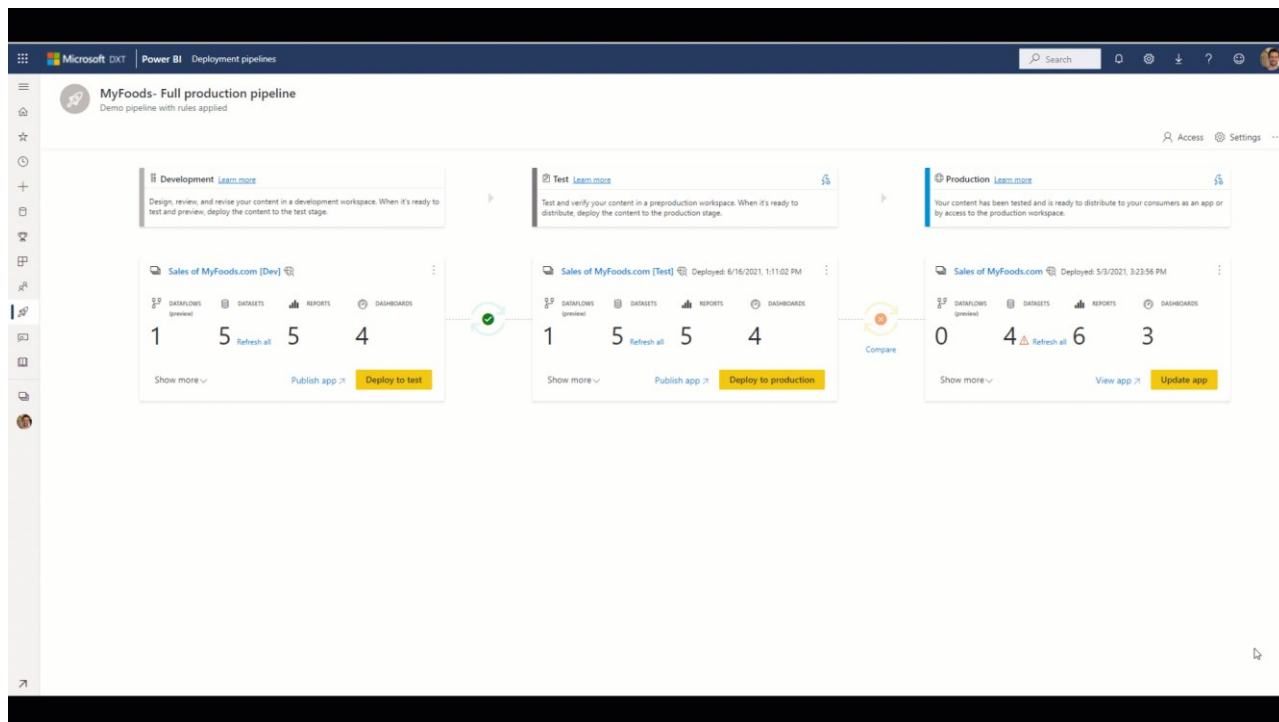 Microsoft DXT Power BI Deployment pipelines Search
MyFoods- Full production pipeline
Demo pipeline with rules applied
Access Settings
Development Learn more
Design, review, and revise your content in a development workspace. When it's ready to
test and preview, deploy the content to the test stage.
Test Learn more
Test and verify your content in a preproduction workspace. When it's ready to
distribute, deploy the content to the production stage.
Production Learn more
Your content has been tested and is ready to distribute to your consumers as an app or
by access to the production workspace.
Sales of MyFoods.com [Dev]
DATAFLOWS DATASETS REPORTS DASHBOARDS
(preview)
1 5 Refresh all 5 4
Show more Publish app Deploy to test
Sales of MyFoods.com [Test] Deployed: 6/16/2021, 1:11:02 PM
DATAFLOWS DATASETS REPORTS DASHBOARDS
(preview)
1 5 Refresh all 5 4
Show more Publish app Deploy to production
Compare
Sales of MyFoods.com Deployed: 5/3/2021, 3:23:56 PM
DATAFLOWS DATASETS REPORTS DASHBOARDS
(preview)
0 4 Refresh all 6 3
Show more View app Update app